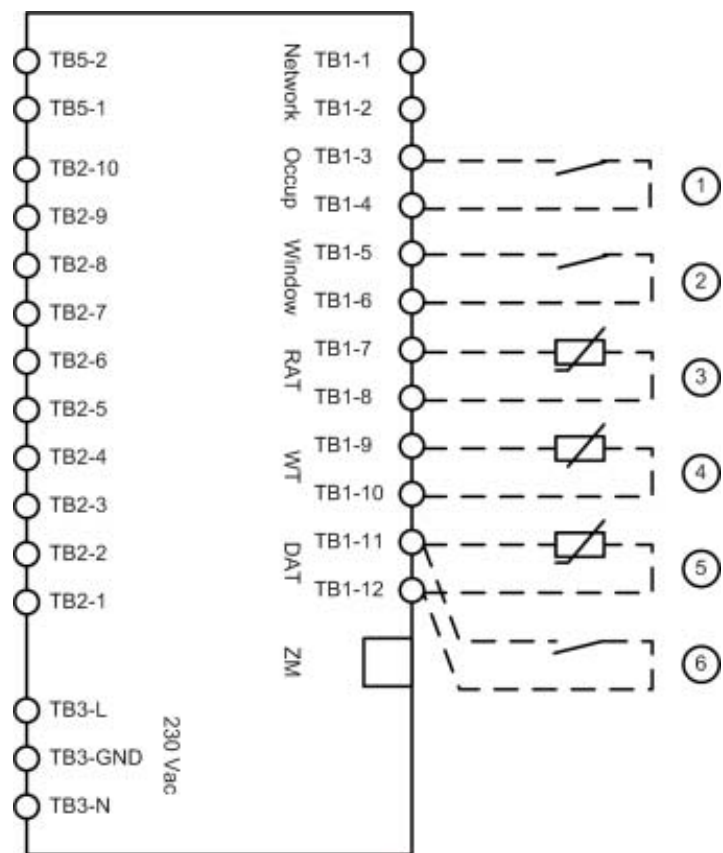 TB5-2
TB5-1
TB2-10
TB2-9
TB2-8
TB2-7
TB2-6
TB2-5
TB2-4
TB2-3
TB2-2
TB2-1
TB3-L
TB3-GND
TB3-N
230 Vac
Network
Occup
Window
RAT
WT
DAT
ZM
TB1-1
TB1-2
TB1-3
TB1-4
TB1-5
TB1-6
TB1-7
TB1-8
TB1-9
TB1-10
TB1-11
TB1-12
1
2
3
4
5
6